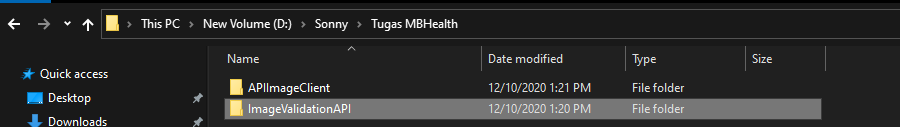 This PC > New Volume (D:) > Sonny > Tugas MBHealth
Name Date modified Type Size
Quick access
APIImageClient 12/10/2020 1:21 PM File folder
Desktop
ImageValidationAPI 12/10/2020 1:20 PM File folder
Downloads